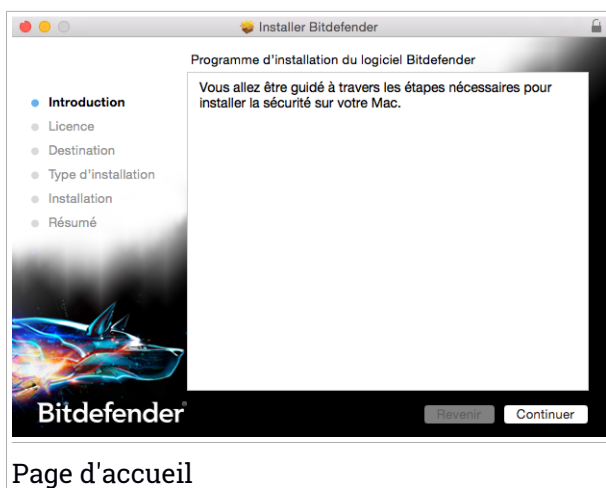 Installer Bitdefender
Programme d'installation du logiciel Bitdefender
Introduction
Licence
Destination
Type d'installation
Installation
Résumé
Vous allez être guidé à travers les étapes nécessaires pour
installer la sécurité sur votre Mac.
Bitdefender®
Revenir
Continuer
Page d'accueil